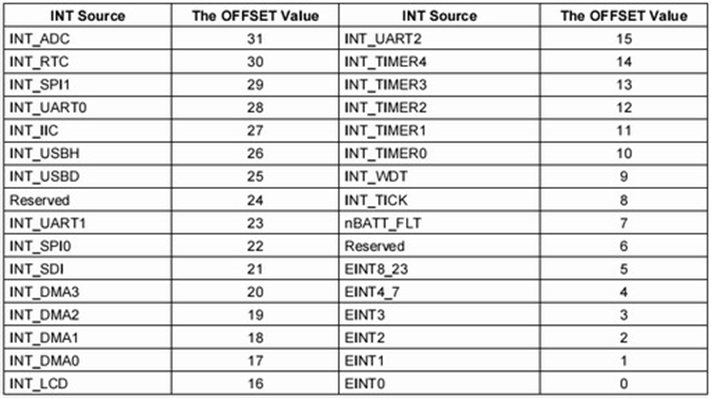 INT Source The OFFSET Value INT Source The OFFSET Value
INT_ADC 31 INT_UART2 15
INT_RTC 30 INT_TIMER4 14
INT_SPI1 29 INT_TIMER3 13
INT_UART0 28 INT_TIMER2 12
INT_IIC 27 INT_TIMER1 11
INT_USBH 26 INT_TIMER0 10
INT_USBD 25 INT_WDT 9
Reserved 24 INT_TICK 8
INT_UART1 23 nBATT_FLT 7
INT_SPI0 22 Reserved 6
INT_SDI 21 EINT8_23 5
INT_DMA3 20 EINT4_7 4
INT_DMA2 19 EINT3 3
INT_DMA1 18 EINT2 2
INT_DMA0 17 EINT1 1
INT_LCD 16 EINT0 0